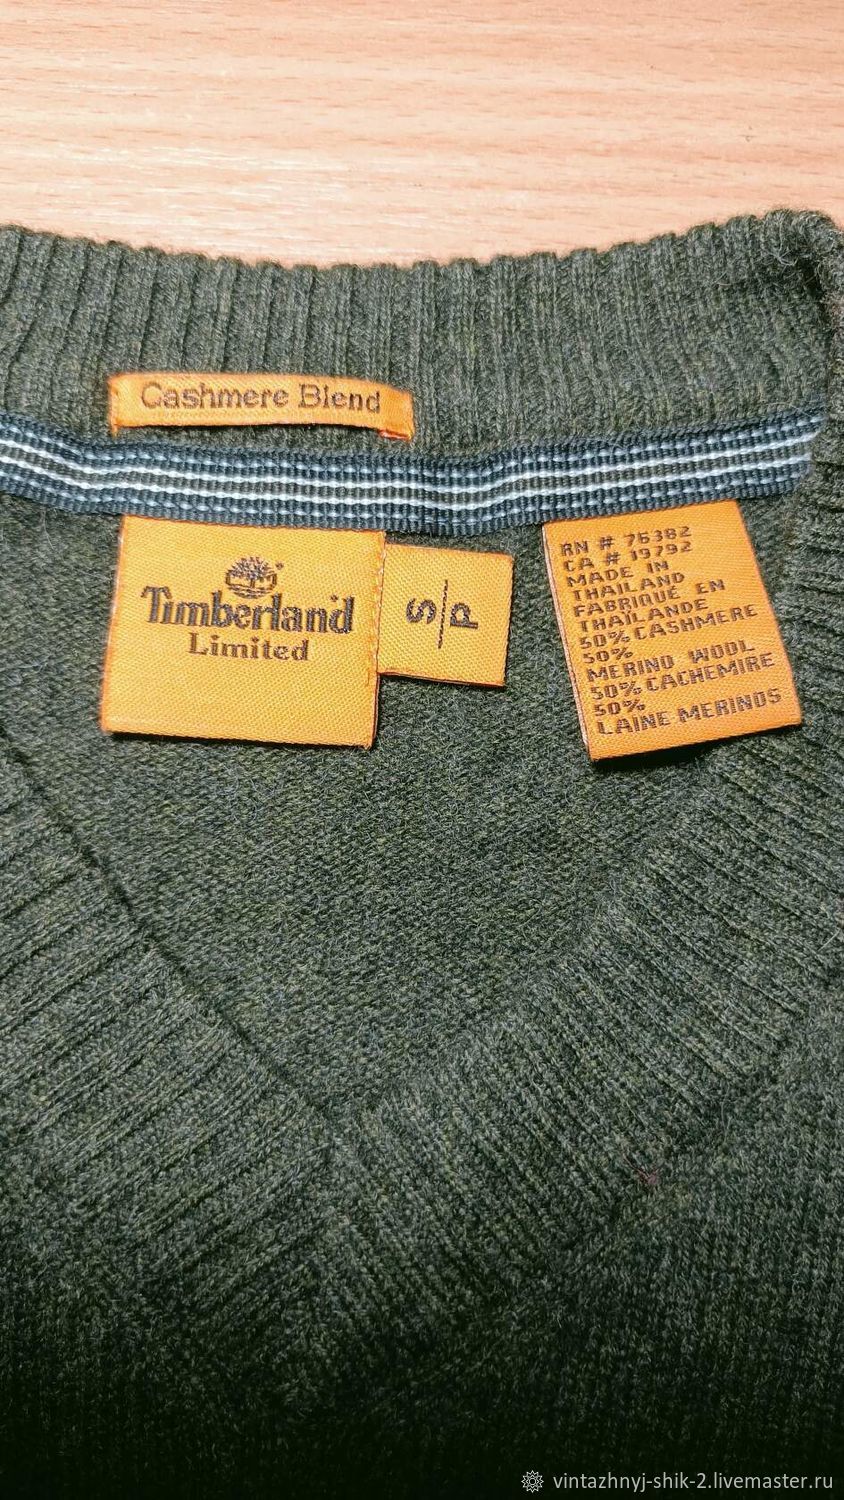 Cashmere Blend
Timberland
Limited
S/P
RN # 76382
CA # 19792
MADE IN
THAILAND
FABRIQUÉ EN
THAÏLANDE
50% CASHMERE
50%
MERINO WOOL
50% CACHEMIRE
50%
LAINE MERINOS
vintazhnyj-shik-2.livemaster.ru